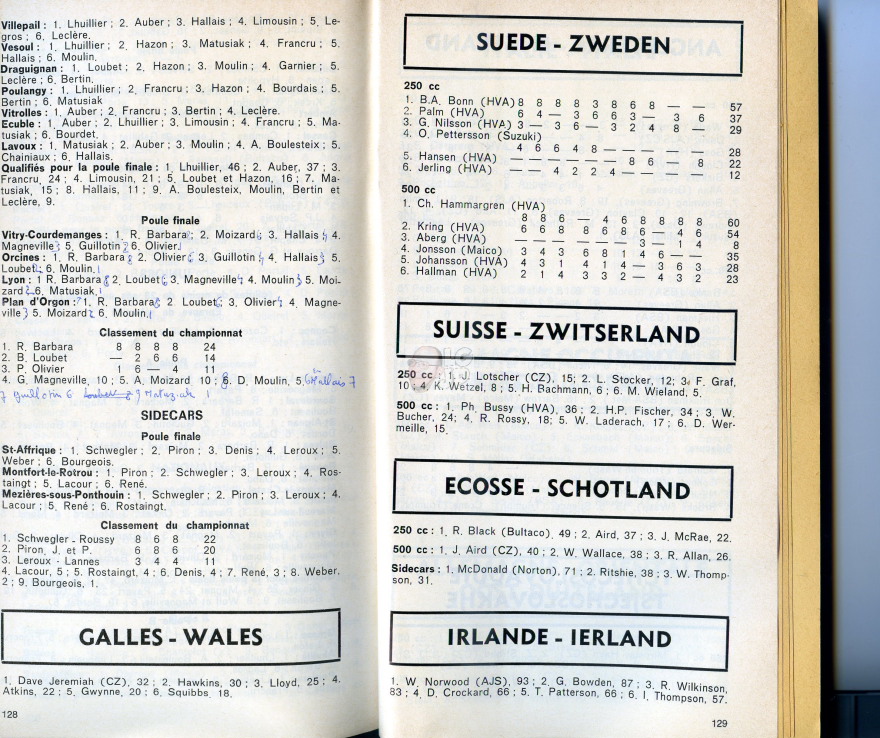 Villepail : 1. Lhuillier ; 2. Auber ; 3. Hallais ; 4. Limousin ; 5. Le-
gros ; 6. Leclère.
Vesoul : 1. Lhuillier ; 2. Hazon ; 3. Matusiak ; 4. Francru ; 5.
Hallais ; 6. Moulin.
Draguignan : 1. Loubet ; 2. Hazon ; 3. Moulin ; 4. Garnier ; 5.
Leclère ; 6. Bertin.
Poulangy : 1. Lhuillier ; 2. Francru ; 3. Hazon ; 4. Bourdais ; 5.
Bertin ; 6. Matusiak
Vitrolles : 1. Auber ; 2. Francru ; 3. Bertin ; 4. Leclère.
Ecuble : 1. Auber ; 2. Lhuillier ; 3. Limousin ; 4. Francru ; 5. Ma-
tusiak ; 6. Bourdet.
Lavoux : 1. Matusiak ; 2. Auber ; 3. Moulin ; 4. A. Boulesteix ; 5.
Chainiaux ; 6. Hallais.
Qualifiés pour la poule finale : 1. Lhuillier, 46 ; 2. Auber, 37 ; 3.
Francru, 24 ; 4. Limousin, 21 ; 5. Loubet et Hazon, 16 ; 7. Ma-
tusiak, 15 ; 8. Hallais, 11 ; 9. A. Boulesteix, Moulin, Bertin et
Leclère, 9.
Poule finale
Vitry-Courdemanges : 1. R. Barbara 2. Moizard 3. Hallais 4.
Magneville 5. Guillotin 6. Olivier
Orcines : 1. R. Barbara 2. Olivier 3. Guillotin 4. Hallais 5.
Loubet 6. Moulin.
Lyon : 1 R. Barbara 2. Loubet 3. Magneville 4. Moulin 5. Moi-
zard 6. Matusiak
Plan d'Orgon : 1. R. Barbara 2. Loubet 3. Olivier 4. Magne-
ville 5. Moizard 6. Moulin.
Classement du championnat
1. R. Barbara 8 8 8 8 24
2. B. Loubet — 2 6 6 14
3. P. Olivier 1 6 — 4 11
4. G. Magneville, 10 ; 5. A. Moizard 10 ; 6. D. Moulin, 5 Hallais 7
7 Guillotin 6 Loubet 9 Matuziak 1
SIDECARS
Poule finale
St-Affrique : 1. Schwegler ; 2. Piron ; 3. Denis ; 4. Leroux ; 5.
Weber ; 6. Bourgeois.
Montfort-le-Rotrou : 1. Piron ; 2. Schwegler ; 3. Leroux ; 4. Ros-
taingt ; 5. Lacour ; 6. René.
Mezières-sous-Ponthouin : 1. Schwegler ; 2. Piron ; 3. Leroux ; 4.
Lacour ; 5. René ; 6. Rostaingt.
Classement du championnat
1. Schwegler - Roussy 8 6 8 22
2. Piron, J. et P. 6 8 6 20
3. Leroux - Lannes 3 4 4 11
4. Lacour, 5 ; 5. Rostaingt, 4 ; 6. Denis, 4 ; 7. René, 3 ; 8. Weber,
2 ; 9. Bourgeois, 1.
GALLES - WALES
1. Dave Jeremiah (CZ), 32 ; 2. Hawkins, 30 ; 3. Lloyd, 25 ; 4.
Atkins, 22 ; 5. Gwynne, 20 ; 6. Squibbs. 18.
128
SUEDE - ZWEDEN
250 cc
1. B.A. Bonn (HVA) 8 8 8 8 3 8 6 8 — — 57
2. Palm (HVA) 6 4 — 3 6 6 3 — 3 6 37
3. G. Nilsson (HVA) 3 — 3 6 — 3 2 4 8 — 29
4. O. Pettersson (Suzuki)
4 6 6 4 8 — — — — — 28
5. Hansen (HVA) — — — — — — 8 6 — 8 22
6. Jerling (HVA) — — 4 2 2 4 — — — — 12
500 cc
1. Ch. Hammargren (HVA)
8 8 6 — 4 6 8 8 8 8 60
2. Kring (HVA) 6 6 8 8 6 8 6 — 4 6 54
3. Aberg (HVA) — — — — — — 3 — 1 4 8
4. Jonsson (Maico) 3 4 3 6 8 1 4 6 — — 35
5. Johansson (HVA) 4 3 1 4 1 4 — 3 6 3 28
6. Hallman (HVA) 2 1 4 3 3 2 — 4 3 2 23
SUISSE - ZWITSERLAND
250 cc : 1. J. Lotscher (CZ), 15 ; 2. L. Stocker, 12 ; 3. F. Graf,
10 ; 4. K. Wetzel, 8 ; 5. H. Bachmann, 6 ; 6. M. Wieland, 5.
500 cc : 1. Ph. Bussy (HVA), 36 ; 2. H.P. Fischer, 34 ; 3. W.
Bucher, 24 ; 4. R. Rossy, 18 ; 5. W. Laderach, 17 ; 6. D. Wer-
meille, 15.
ECOSSE - SCHOTLAND
250 cc : 1. R. Black (Bultaco), 49 ; 2. Aird, 37 ; 3. J. McRae, 22.
500 cc : 1. J. Aird (CZ), 40 ; 2. W. Wallace, 38 ; 3. R. Allan, 26.
Sidecars : 1. McDonald (Norton), 71 ; 2. Ritshie, 38 ; 3. W. Thomp-
son, 31.
IRLANDE - IERLAND
1. W. Norwood (AJS), 93 ; 2. G. Bowden, 87 ; 3. R. Wilkinson,
83 ; 4. D. Crockard, 66 ; 5. T. Patterson, 66 ; 6. I. Thompson, 57.
129